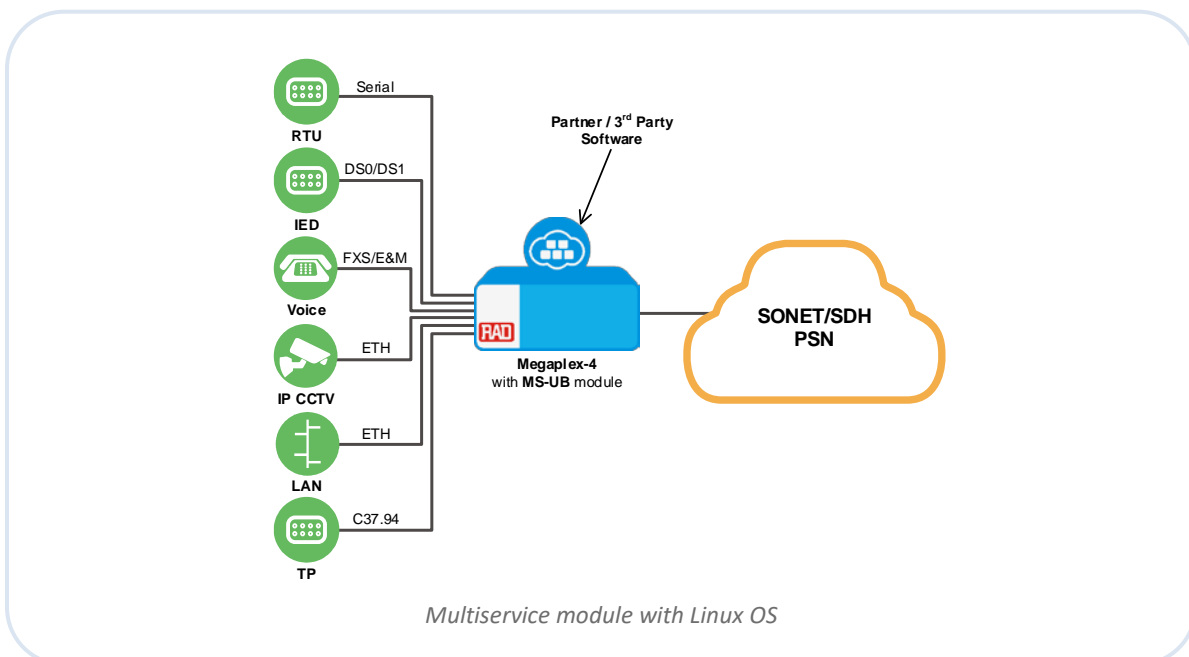 Serial
RTU
DS0/DS1
IED
FXS/E&M
Voice
ETH
IP CCTV
ETH
LAN
C37.94
TP
Partner / 3rd Party
Software
RAD
Megaplex-4
with MS-UB module
SONET/SDH
PSN
Multiservice module with Linux OS